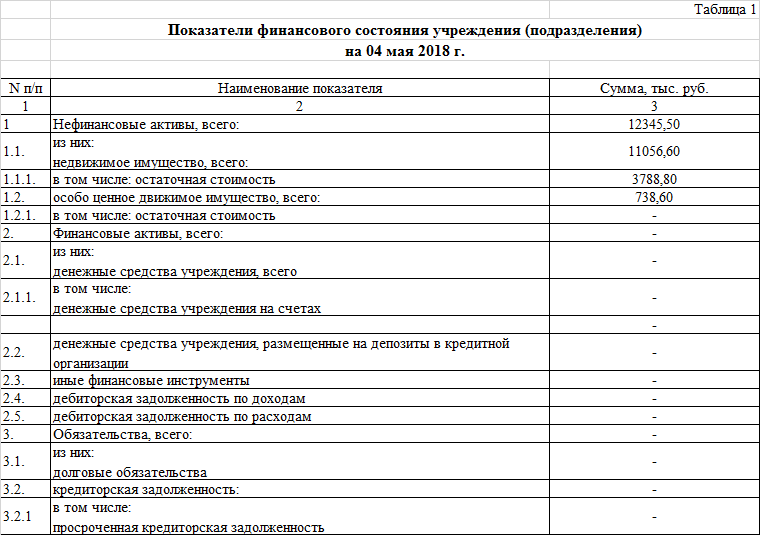 Таблица 1
Показатели финансового состояния учреждения (подразделения)
на 04 мая 2018 г.
N п/п Наименование показателя Сумма, тыс. руб.
1 2 3
1 Нефинансовые активы, всего: 12345,50
из них:
1.1. недвижимое имущество, всего: 11056,60
1.1.1. в том числе: остаточная стоимость 3788,80
1.2. особо ценное движимое имущество, всего: 738,60
1.2.1. в том числе: остаточная стоимость -
2. Финансовые активы, всего: -
из них:
2.1. денежные средства учреждения, всего -
в том числе:
2.1.1. денежные средства учреждения на счетах -
-
2.2. денежные средства учреждения, размещенные на депозиты в кредитной -
организации
2.3. иные финансовые инструменты -
2.4. дебиторская задолженность по доходам -
2.5. дебиторская задолженность по расходам -
3. Обязательства, всего: -
из них:
3.1. долговые обязательства -
3.2. кредиторская задолженность: -
в том числе:
3.2.1 просроченная кредиторская задолженность -